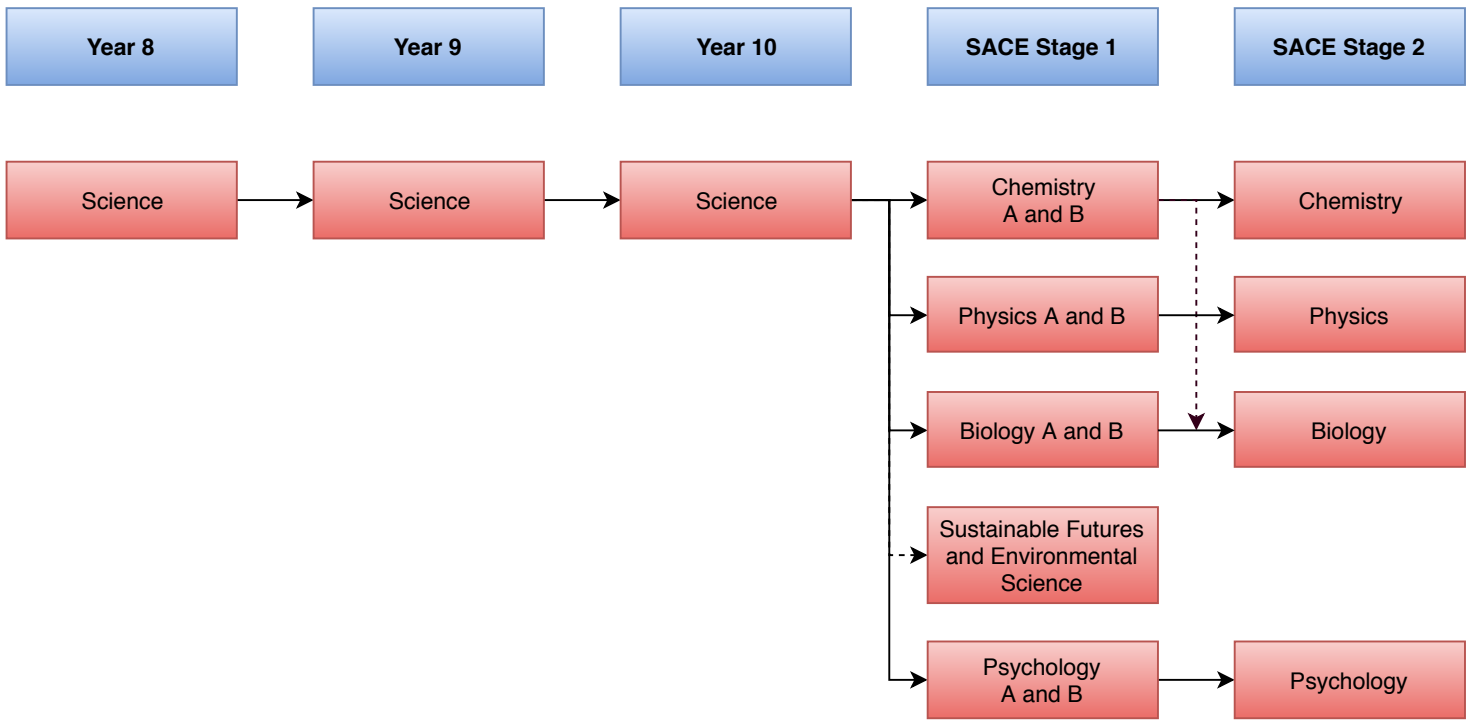 Year 8
Year 9
Year 10
SACE Stage 1
SACE Stage 2
Science
Science
Science
Chemistry
A and B
Chemistry
Physics A and B
Physics
Biology A and B
Biology
Sustainable Futures
and Environmental
Science
Psychology
A and B
Psychology